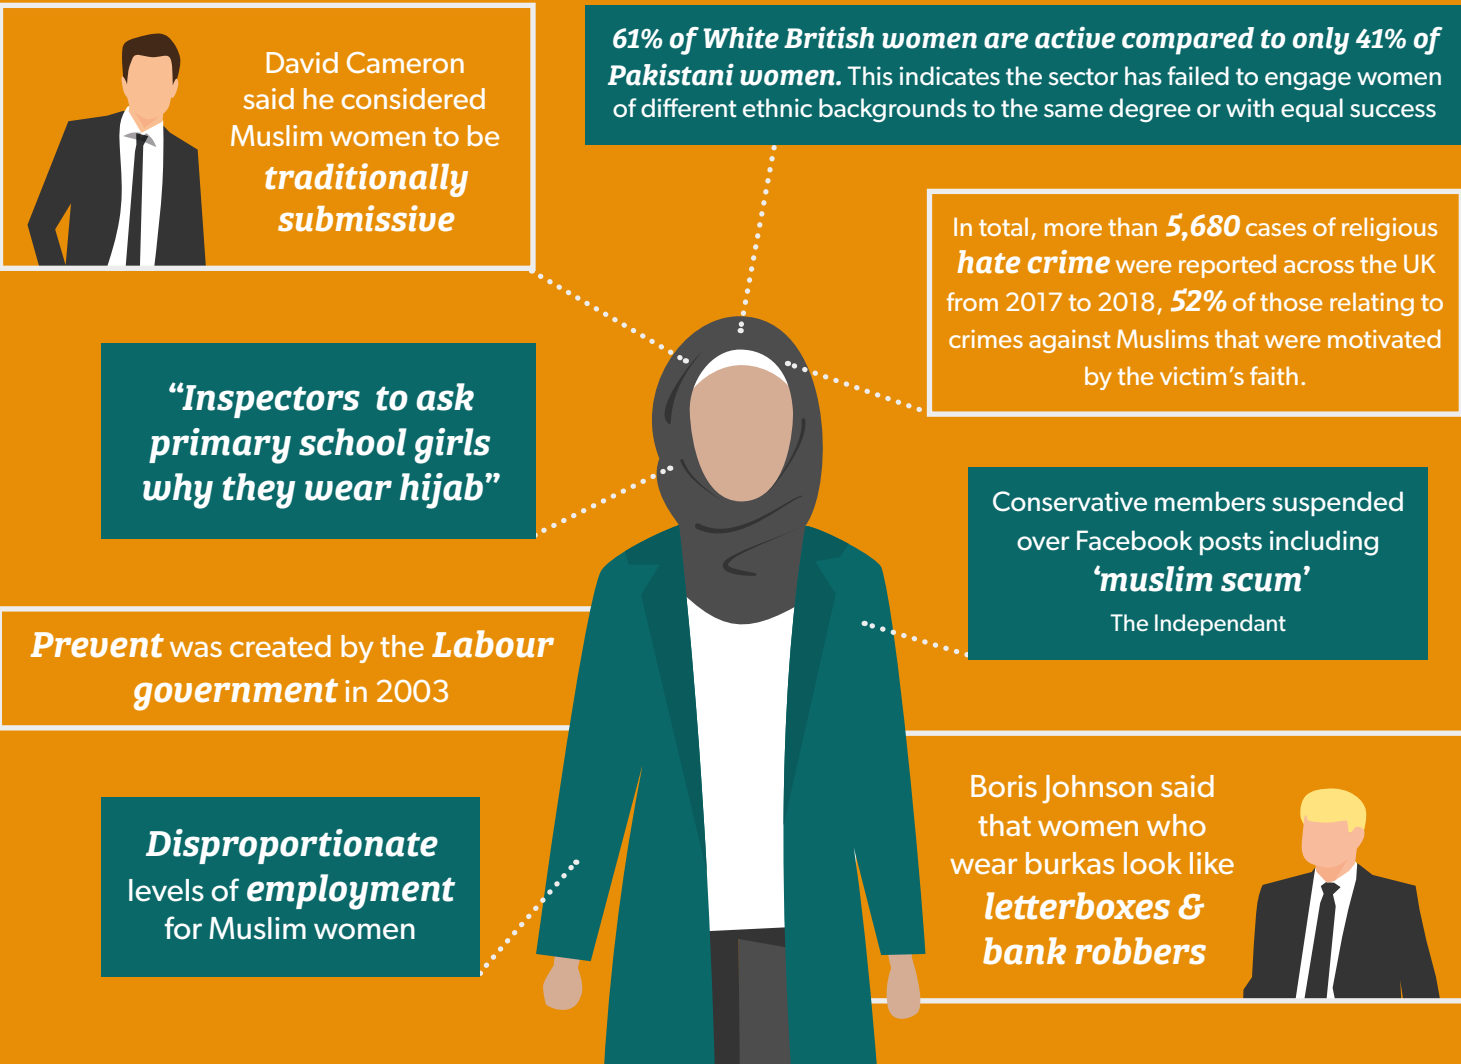 David Cameron
said he considered
Muslim women to be
traditionally
submissive
61% of White British women are active compared to only 41% of
Pakistani women. This indicates the sector has failed to engage women
of different ethnic backgrounds to the same degree or with equal success
In total, more than 5,680 cases of religious
hate crime were reported across the UK
from 2017 to 2018, 52% of those relating to
crimes against Muslims that were motivated
by the victim's faith.
“Inspectors to ask
primary school girls
why they wear hijab”
Conservative members suspended
over Facebook posts including
‘muslim scum’
The Independant
Prevent was created by the Labour
government in 2003
Disproportionate
levels of employment
for Muslim women
Boris Johnson said
that women who
wear burkas look like
letterboxes &
bank robbers